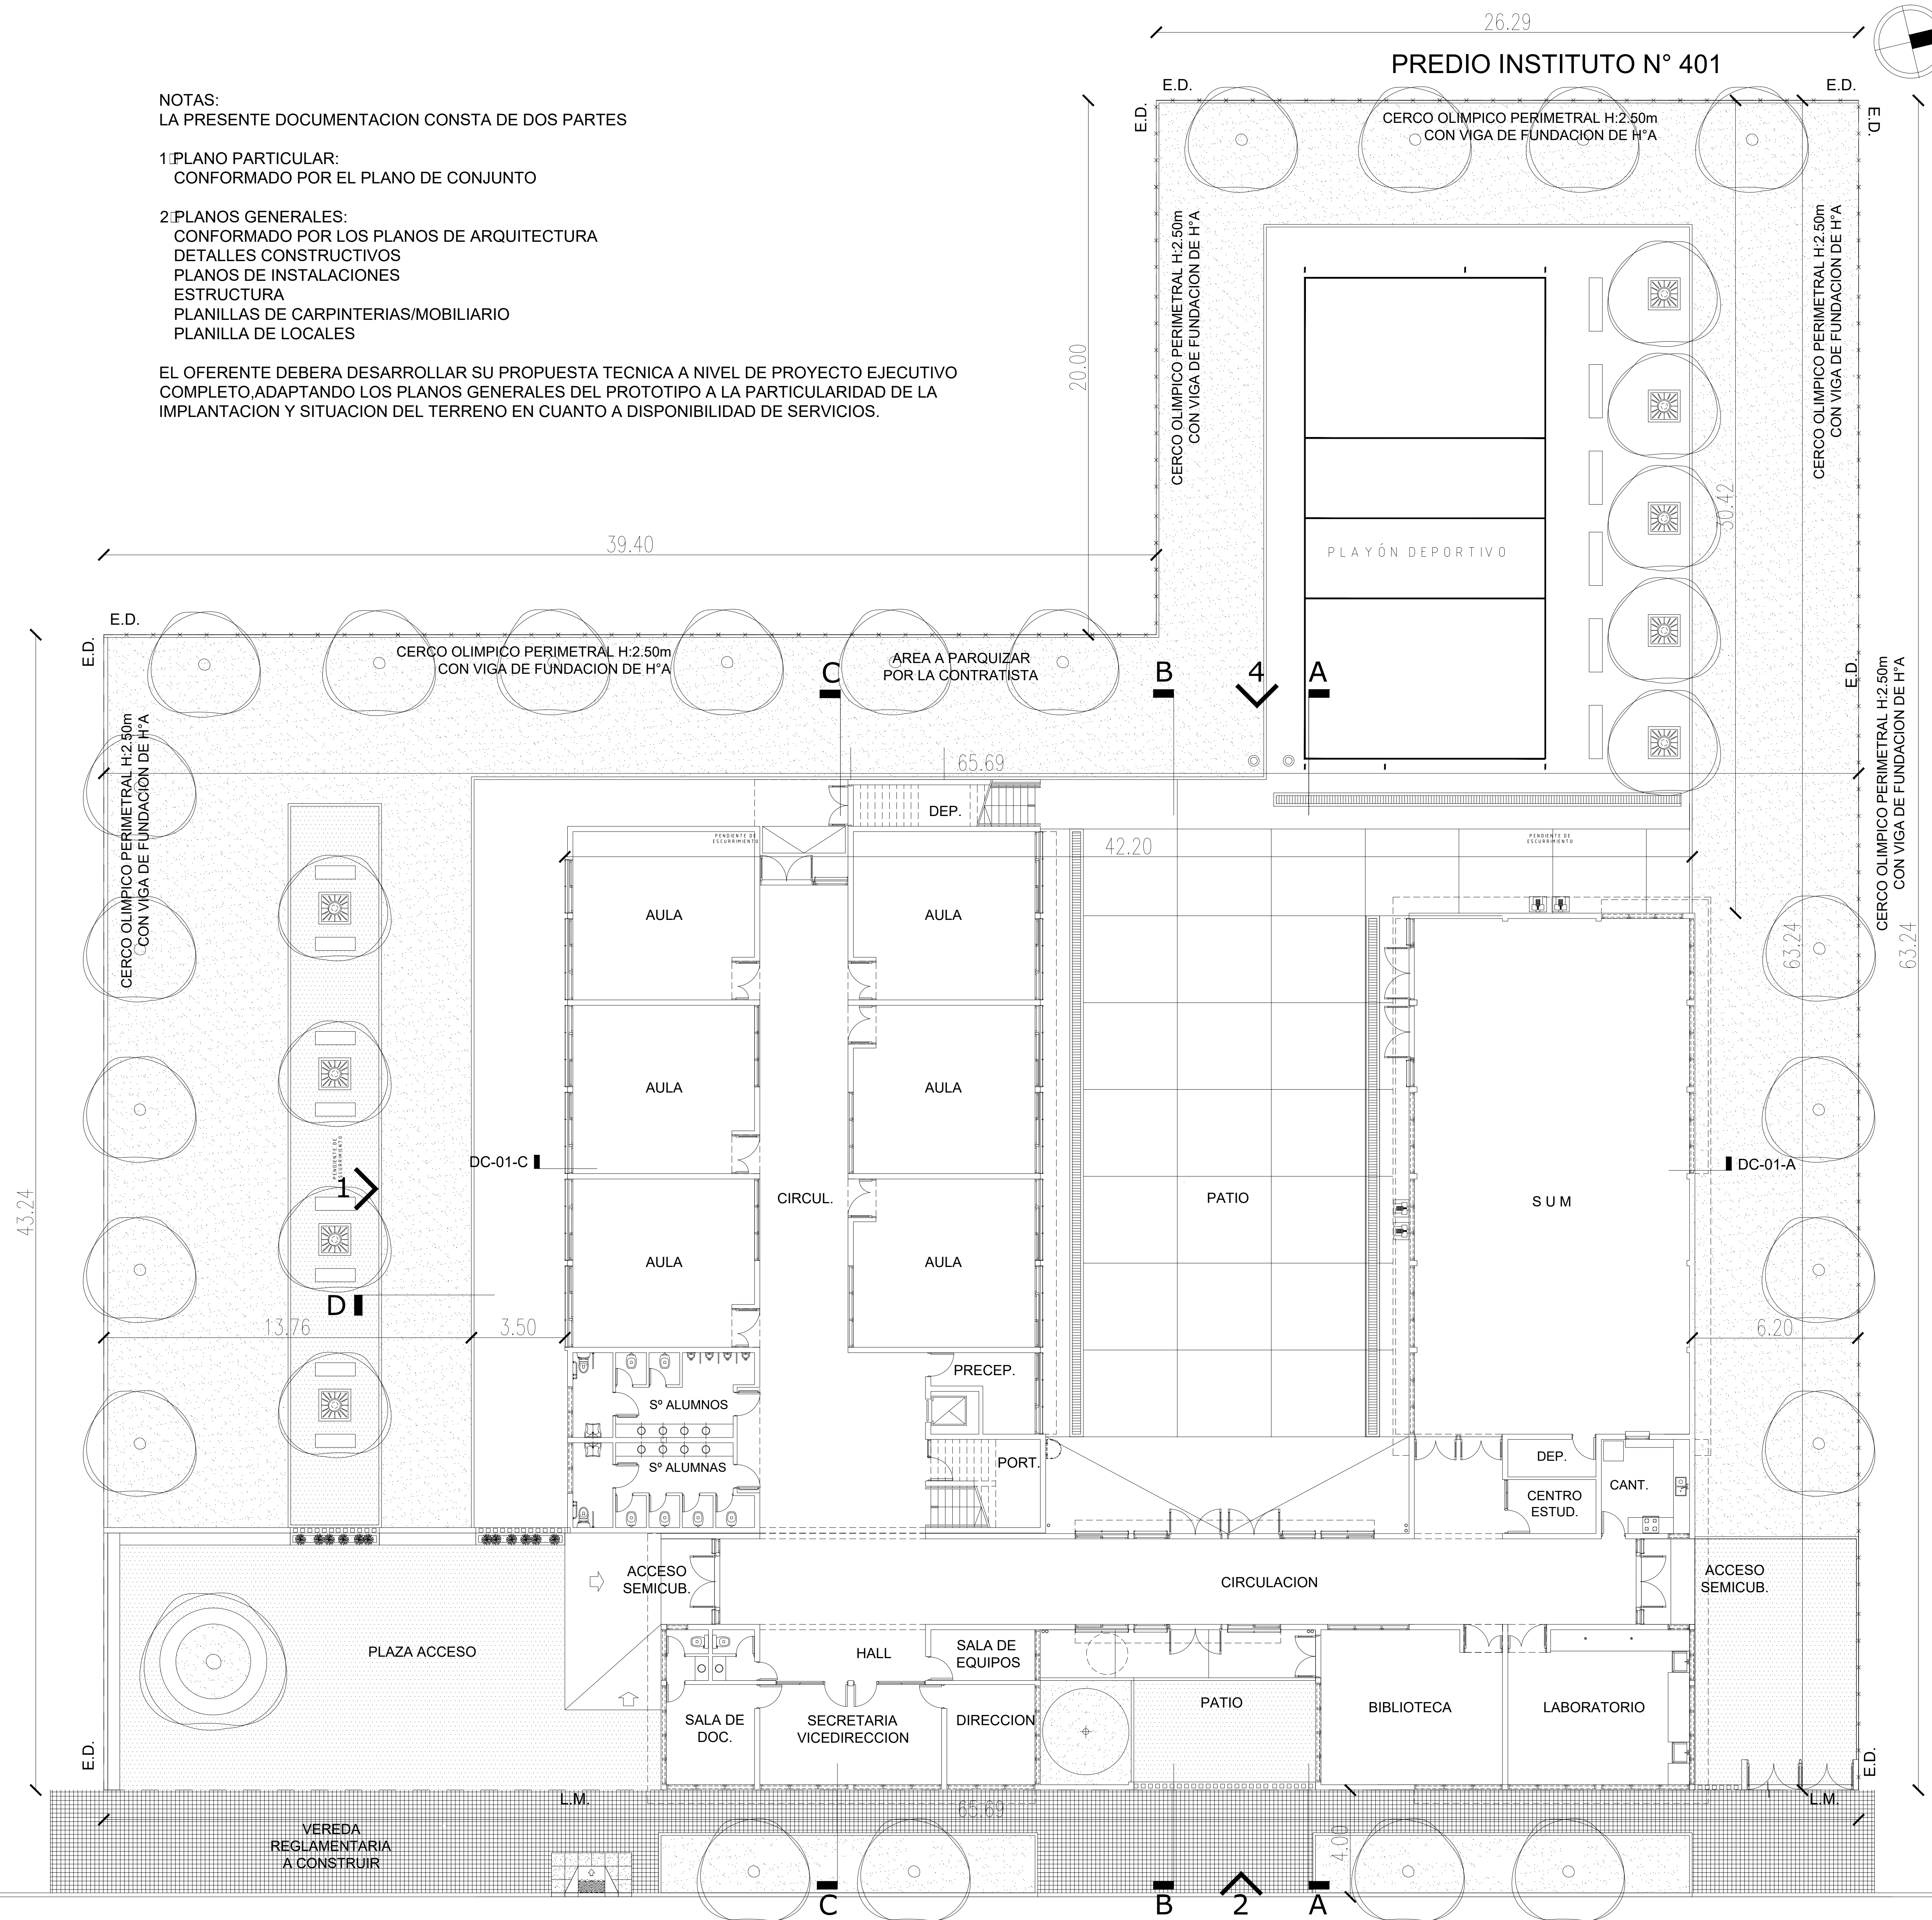 26.29
PREDIO INSTITUTO N° 401
NOTAS:
LA PRESENTE DOCUMENTACION CONSTA DE DOS PARTES
1 PLANO PARTICULAR:
CONFORMADO POR EL PLANO DE CONJUNTO
2 PLANOS GENERALES:
CONFORMADO POR LOS PLANOS DE ARQUITECTURA
DETALLES CONSTRUCTIVOS
PLANOS DE INSTALACIONES
ESTRUCTURA
PLANILLAS DE CARPINTERIAS/MOBILIARIO
PLANILLA DE LOCALES
EL OFERENTE DEBERA DESARROLLAR SU PROPUESTA TECNICA A NIVEL DE PROYECTO EJECUTIVO
COMPLETO,ADAPTANDO LOS PLANOS GENERALES DEL PROTOTIPO A LA PARTICULARIDAD DE LA
IMPLANTACION Y SITUACION DEL TERRENO EN CUANTO A DISPONIBILIDAD DE SERVICIOS.
E.D.
E.D.
E.D.
E.D.
CERCO OLIMPICO PERIMETRAL H:2.50m
CON VIGA DE FUNDACION DE H°A
CERCO OLIMPICO PERIMETRAL H:2.50m
CON VIGA DE FUNDACION DE H°A
CERCO OLIMPICO PERIMETRAL H:2.50m
CON VIGA DE FUNDACION DE H°A
20.00
30.42
PLAYÓN DEPORTIVO
39.40
E.D.
E.D.
CERCO OLIMPICO PERIMETRAL H:2.50m
CON VIGA DE FUNDACION DE H°A
AREA A PARQUIZAR
POR LA CONTRATISTA
C
B
4
A
E.D.
CERCO OLIMPICO PERIMETRAL H:2.50m
CON VIGA DE FUNDACION DE H°A
CERCO OLIMPICO PERIMETRAL H:2.50m
CON VIGA DE FUNDACION DE H°A
65.69
DEP.
PENDIENTE DE
ESCURRIMIENTO
42.20
PENDIENTE DE
ESCURRIMIENTO
AULA
AULA
63.24
63.24
AULA
AULA
PENDIENTE DE
ESCURRIMIENTO
DC-01-C
DC-01-A
1
43.24
CIRCUL.
PATIO
S U M
AULA
AULA
D
13.76
3.50
6.20
PRECEP.
Sº ALUMNOS
Sº ALUMNAS
PORT.
DEP.
CANT.
CENTRO
ESTUD.
ACCESO
SEMICUB.
CIRCULACION
ACCESO
SEMICUB.
PLAZA ACCESO
HALL
SALA DE
EQUIPOS
PATIO
BIBLIOTECA
LABORATORIO
SALA DE
DOC.
SECRETARIA
VICEDIRECCION
DIRECCION
E.D.
E.D.
L.M.
L.M.
65.69
VEREDA
REGLAMENTARIA
A CONSTRUIR
4.00
C
B
2
A